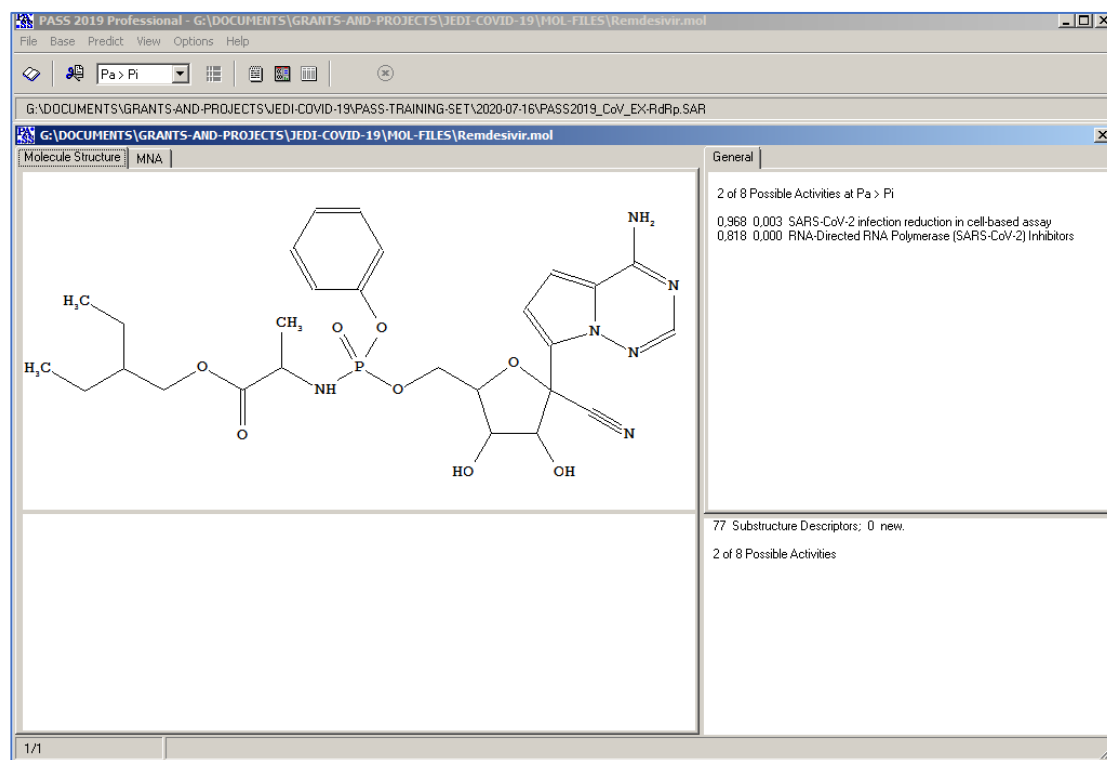 PASS 2019 Professional - G:\DOCUMENTS\GRANTS-AND-PROJECTS\JEDI-COVID-19\MOL-FILES\Remdesivir.mol
File Base Predict View Options Help
Pa > Pi
G:\DOCUMENTS\GRANTS-AND-PROJECTS\JEDI-COVID-19\PASS-TRAINING-SET\2020-07-16\PASS2019_CoV_EX-RdRp.SAR
G:\DOCUMENTS\GRANTS-AND-PROJECTS\JEDI-COVID-19\MOL-FILES\Remdesivir.mol
Molecule Structure MNA
General
2 of 8 Possible Activities at Pa > Pi
0,968 0,003 SARS-CoV-2 infection reduction in cell-based assay
0,818 0,000 RNA-Directed RNA Polymerase (SARS-CoV-2) Inhibitors
NH2
N
H3C
CH3
O
O
N
N
O
H3C
O
P
NH
O
N
O
HO
OH
77 Substructure Descriptors; 0 new.
2 of 8 Possible Activities
1/1